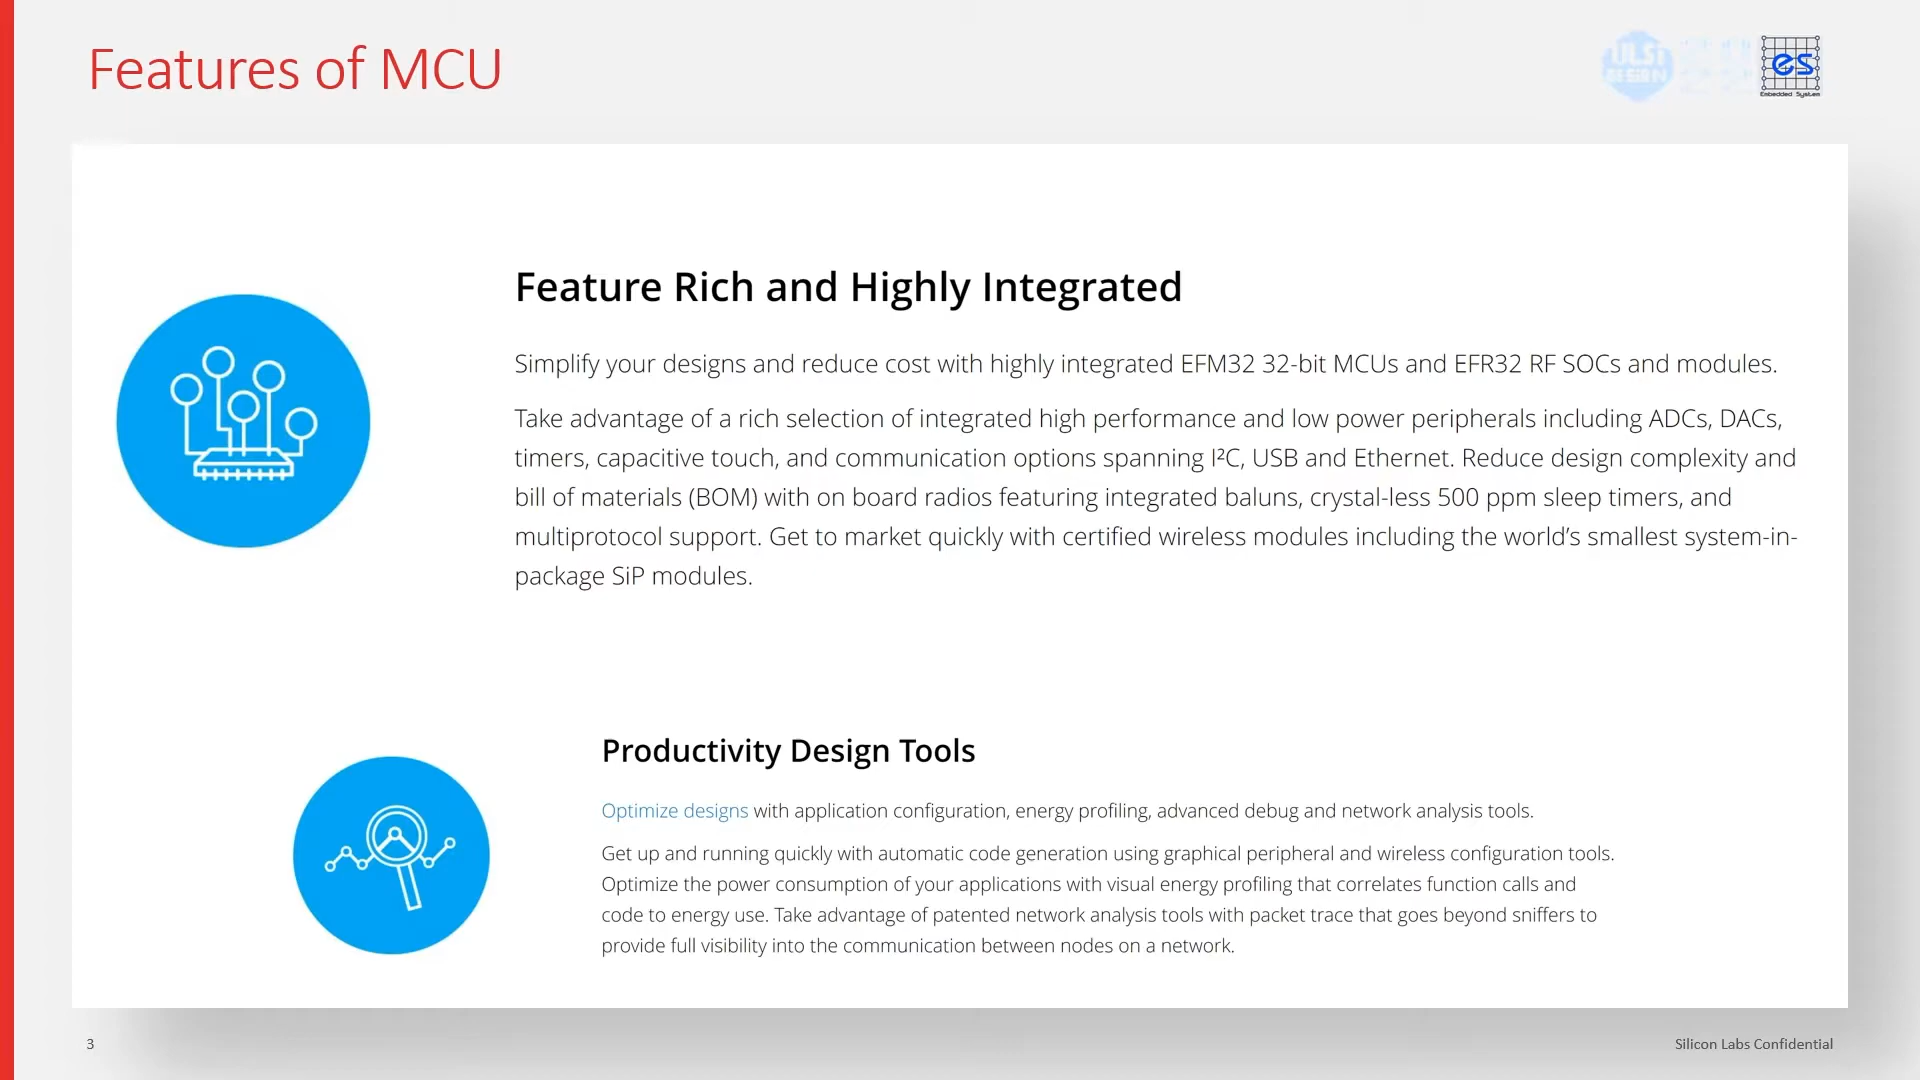 Features of MCU
ES
Embedded System
Feature Rich and Highly Integrated
Simplify your designs and reduce cost with highly integrated EFM32 32-bit MCUs and EFR32 RF SOCs and modules.
Take advantage of a rich selection of integrated high performance and low power peripherals including ADCs, DACs,
timers, capacitive touch, and communication options spanning I²C, USB and Ethernet. Reduce design complexity and
bill of materials (BOM) with on board radios featuring integrated baluns, crystal-less 500 ppm sleep timers, and
multiprotocol support. Get to market quickly with certified wireless modules including the world’s smallest system-in-
package SiP modules.
Productivity Design Tools
Optimize designs with application configuration, energy profiling, advanced debug and network analysis tools.
Get up and running quickly with automatic code generation using graphical peripheral and wireless configuration tools.
Optimize the power consumption of your applications with visual energy profiling that correlates function calls and
code to energy use. Take advantage of patented network analysis tools with packet trace that goes beyond sniffers to
provide full visibility into the communication between nodes on a network.
3
Silicon Labs Confidential